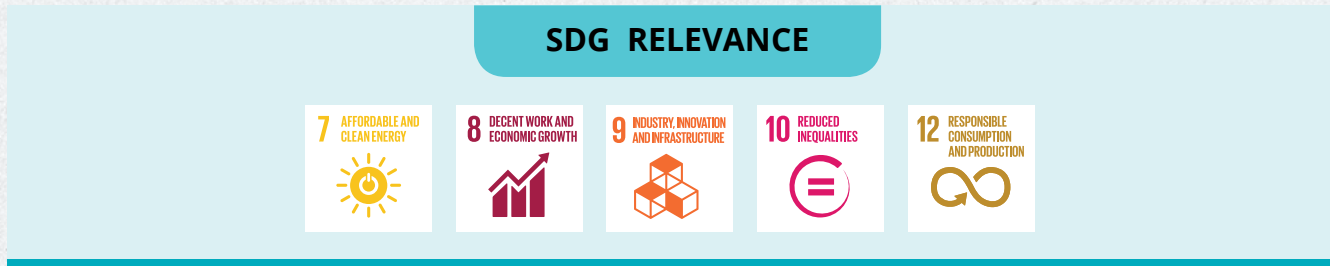 SDG RELEVANCE
7 AFFORDABLE AND
CLEAN ENERGY
8 DECENT WORK AND
ECONOMIC GROWTH
9 INDUSTRY, INNOVATION
AND INFRASTRUCTURE
10 REDUCED
INEQUALITIES
12 RESPONSIBLE
CONSUMPTION
AND PRODUCTION